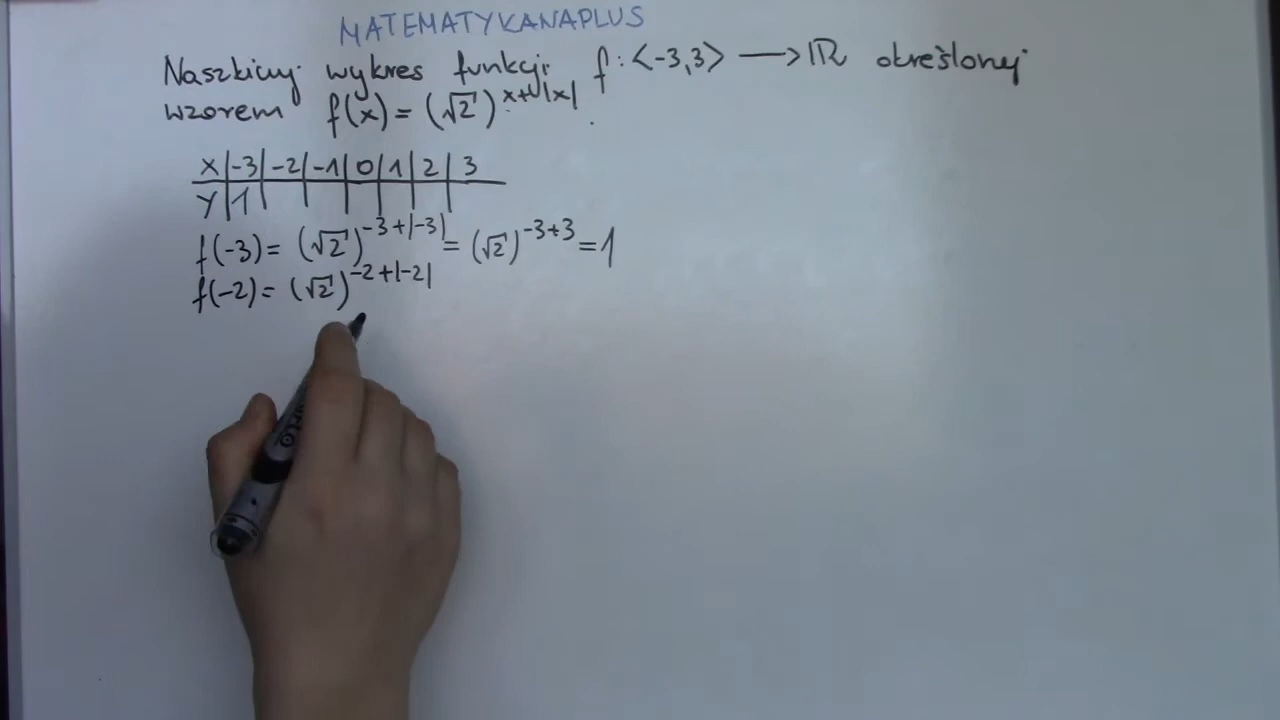 MATEMATYKANAPLUS
Naszkicuj wykres funkcji f:<-3,3> → ℝ określonej
wzorem f(x) = (√2)^{x+|x|}.
x | -3 | -2 | -1 | 0 | 1 | 2 | 3
y | 1
f(-3) = (√2)^{-3+|-3|} = (√2)^{-3+3} = 1
f(-2) = (√2)^{-2+|-2|}